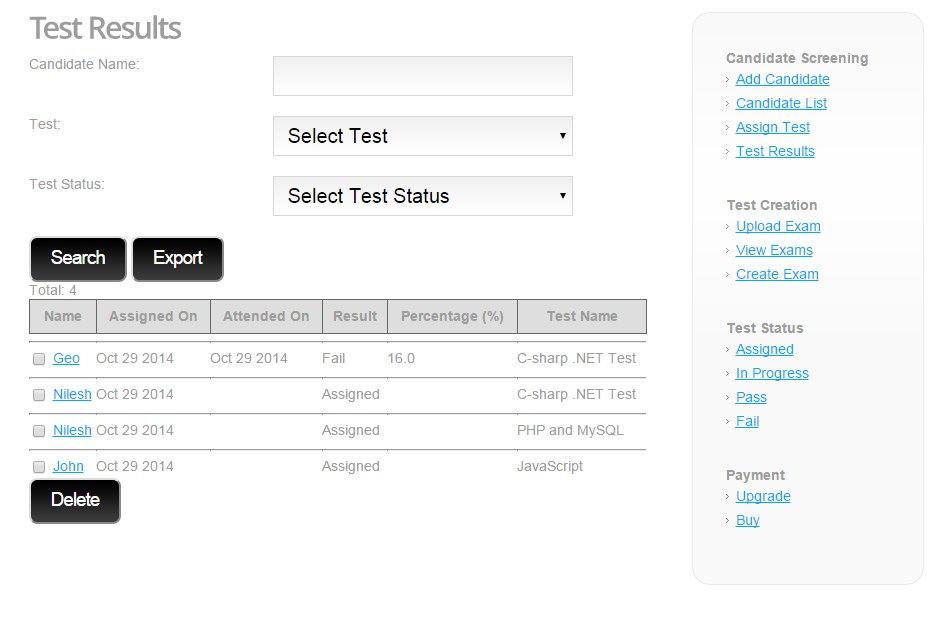 Test Results
Candidate Name:
Test:
Select Test
Test Status:
Select Test Status
Search Export
Total: 4
Name Assigned On Attended On Result Percentage (%) Test Name
Geo Oct 29 2014 Oct 29 2014 Fail 16.0 C-sharp .NET Test
Nilesh Oct 29 2014 Assigned C-sharp .NET Test
Nilesh Oct 29 2014 Assigned PHP and MySQL
John Oct 29 2014 Assigned JavaScript
Delete
Candidate Screening
Add Candidate
Candidate List
Assign Test
Test Results
Test Creation
Upload Exam
View Exams
Create Exam
Test Status
Assigned
In Progress
Pass
Fail
Payment
Upgrade
Buy